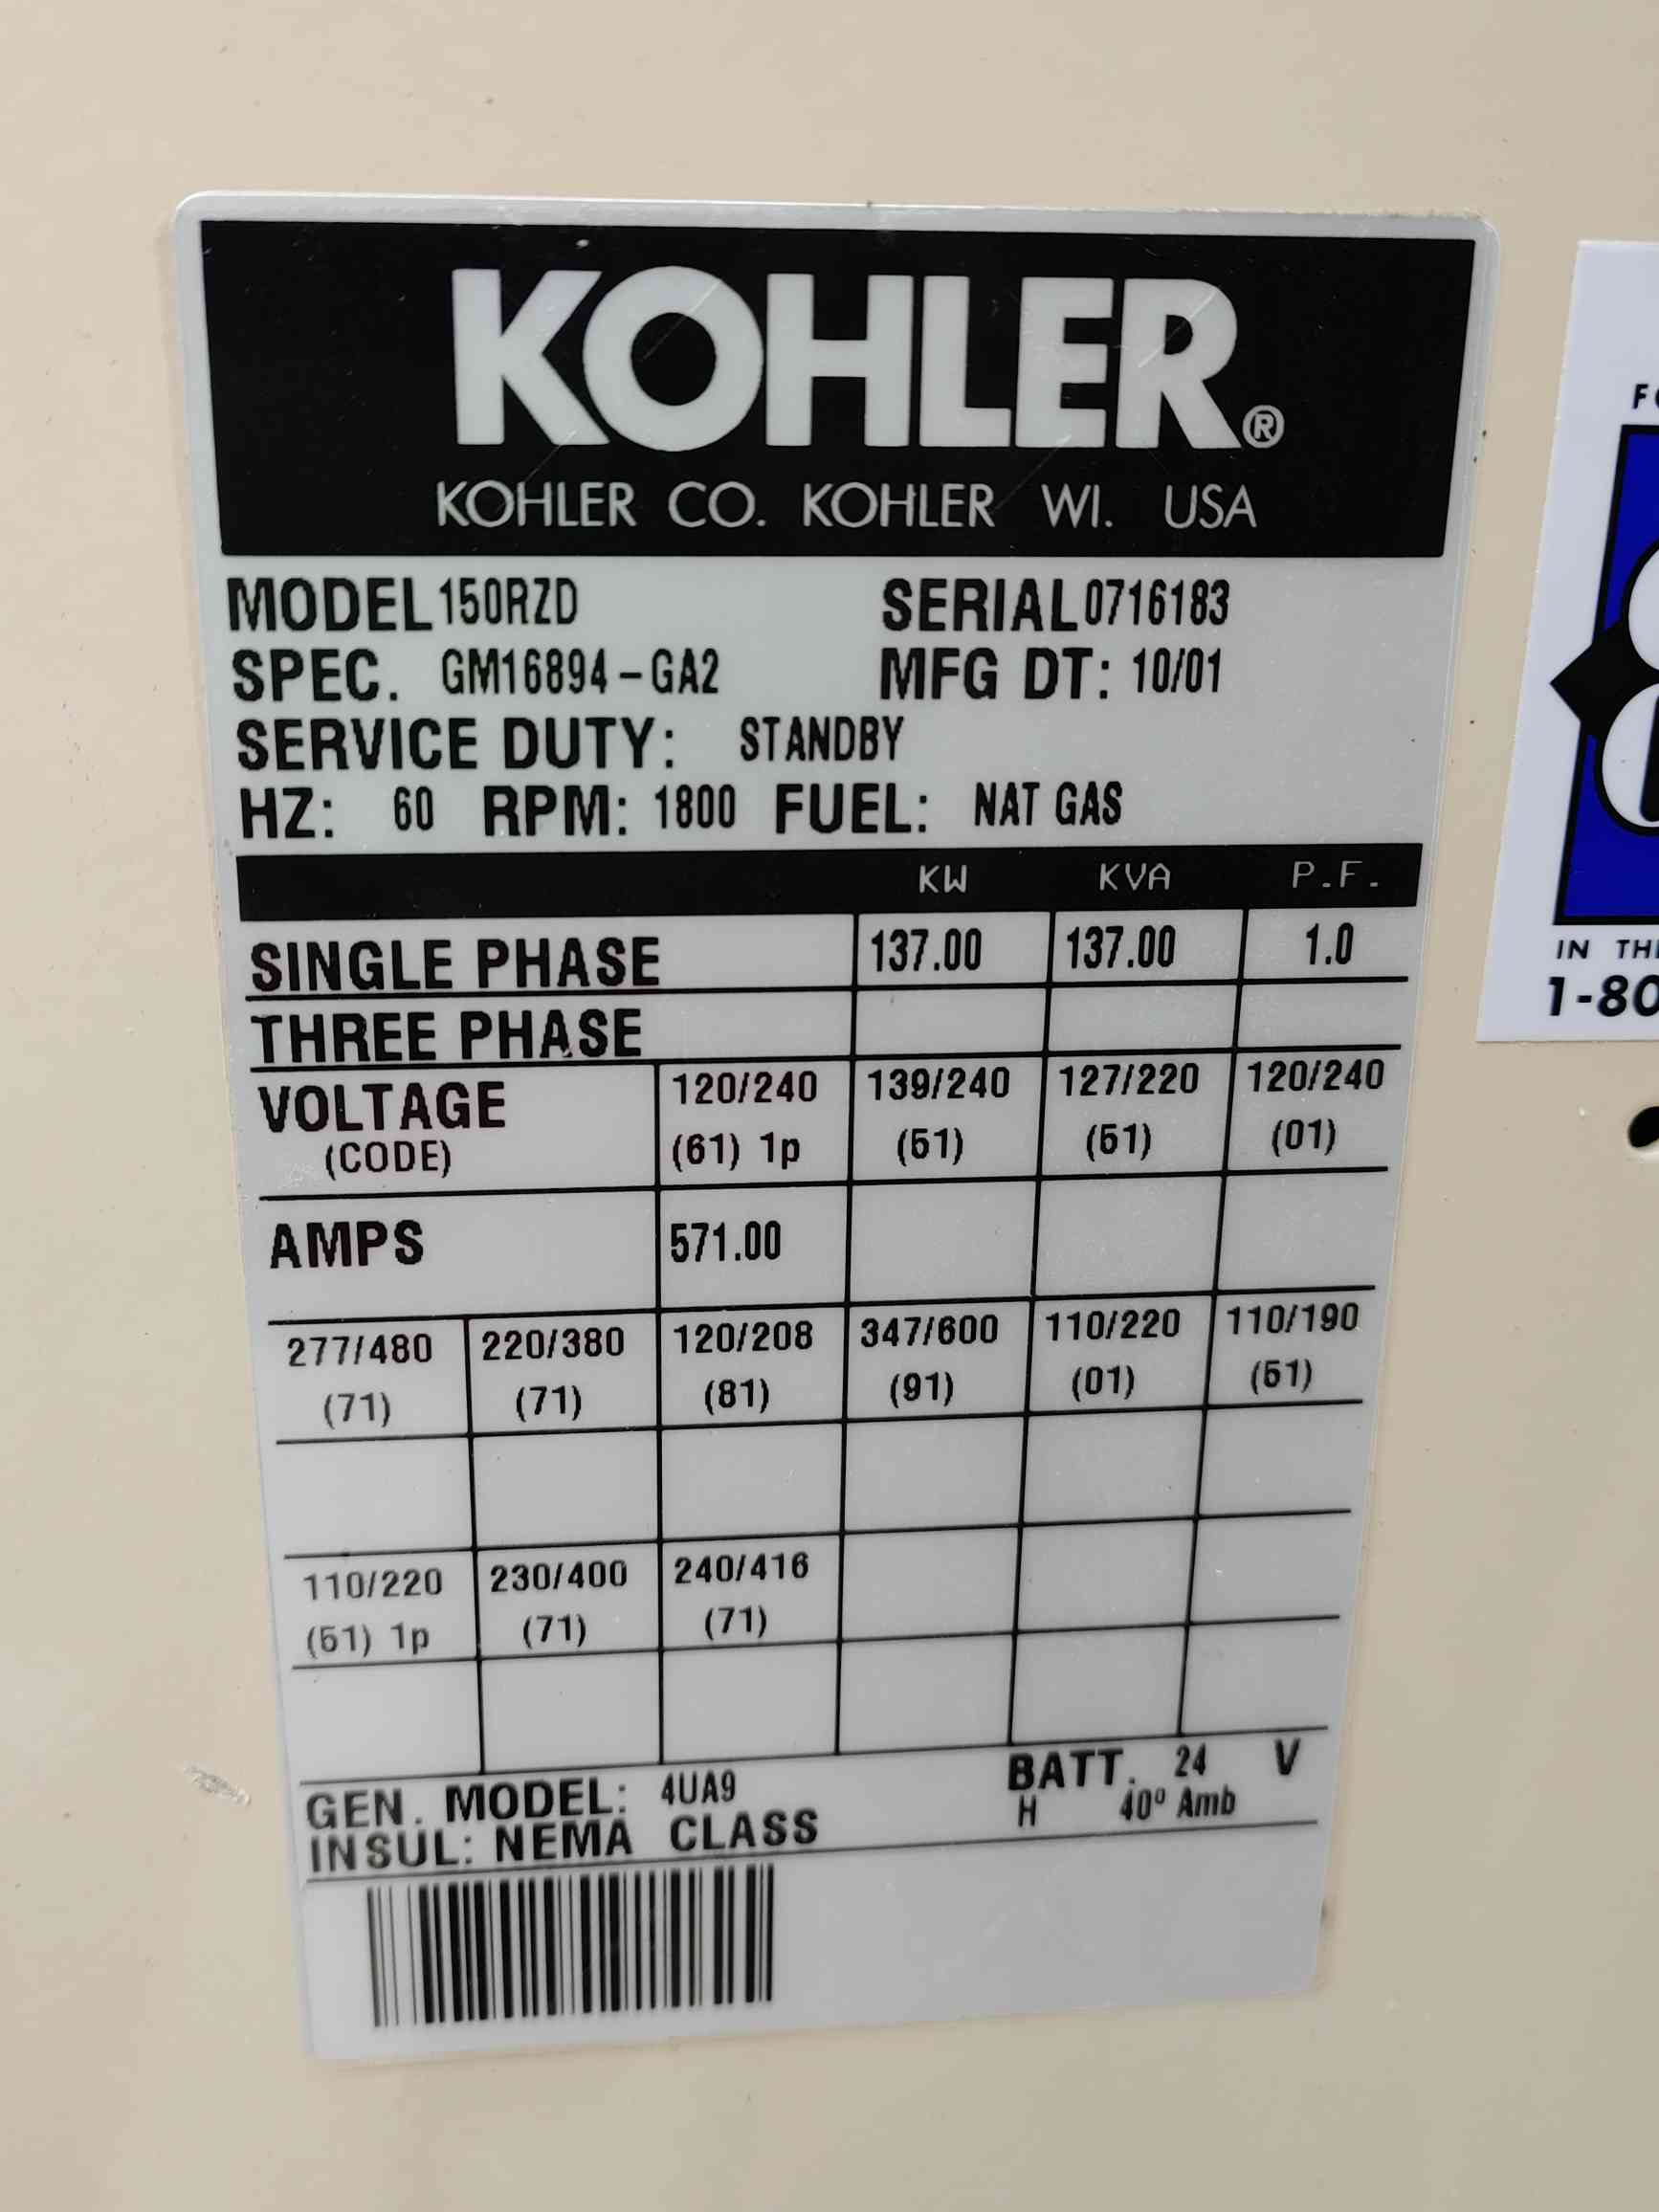 KOHLER®
KOHLER CO. KOHLER WI. USA
MODEL 150RZD SERIAL 0716183
SPEC. GM16894-GA2 MFG DT: 10/01
SERVICE DUTY: STANDBY
HZ: 60 RPM: 1800 FUEL: NAT GAS
KW KVA P.F.
SINGLE PHASE 137.00 137.00 1.0
THREE PHASE
VOLTAGE 120/240 139/240 127/220 120/240
(CODE) (61) 1p (51) (51) (01)
AMPS 571.00
277/480 220/380 120/208 347/600 110/220 110/190
(71) (71) (81) (91) (01) (51)
110/220 230/400 240/416
(51) 1p (71) (71)
GEN. MODEL: 4UA9 BATT. 24 V
INSUL: NEMA CLASS H 40° Amb
IN
1-80